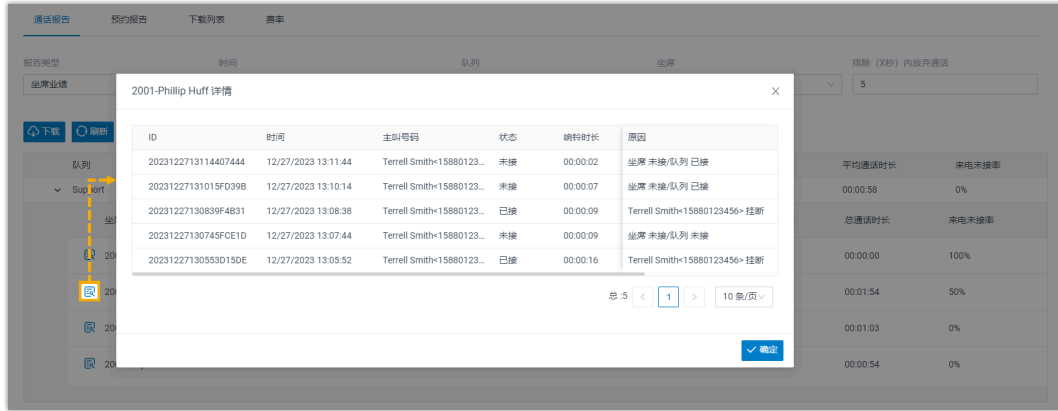 通话报告 预约报告 下载列表 费率
报告类型 时间 队列 坐席 排除（X秒）内放弃通话
坐席业绩 5
2001-Phillip Huff 详情
下载 刷新
ID 时间 主叫号码 状态 响铃时长 原因
20231227131144407444 12/27/2023 13:11:44 Terrell Smith<15880123... 未接 00:00:02 坐席 未接/队列 已接
20231227131015FD39B 12/27/2023 13:10:14 Terrell Smith<15880123... 未接 00:00:07 坐席 未接/队列 已接
20231227130839F4B31 12/27/2023 13:08:38 Terrell Smith<15880123... 已接 00:00:09 Terrell Smith<15880123456> 挂断
20231227130745FCE1D 12/27/2023 13:07:44 Terrell Smith<15880123... 未接 00:00:09 坐席 未接/队列 未接
20231227130553D15DE 12/27/2023 13:05:52 Terrell Smith<15880123... 已接 00:00:16 Terrell Smith<15880123456> 挂断
总 :5 < 1 > 10 条/页
确定
队列 平均通话时长 来电未接率
Support 00:00:58 0%
总通话时长 来电未接率
20 00:00:00 100%
20 00:01:54 50%
20 00:01:03 0%
20 00:00:54 0%